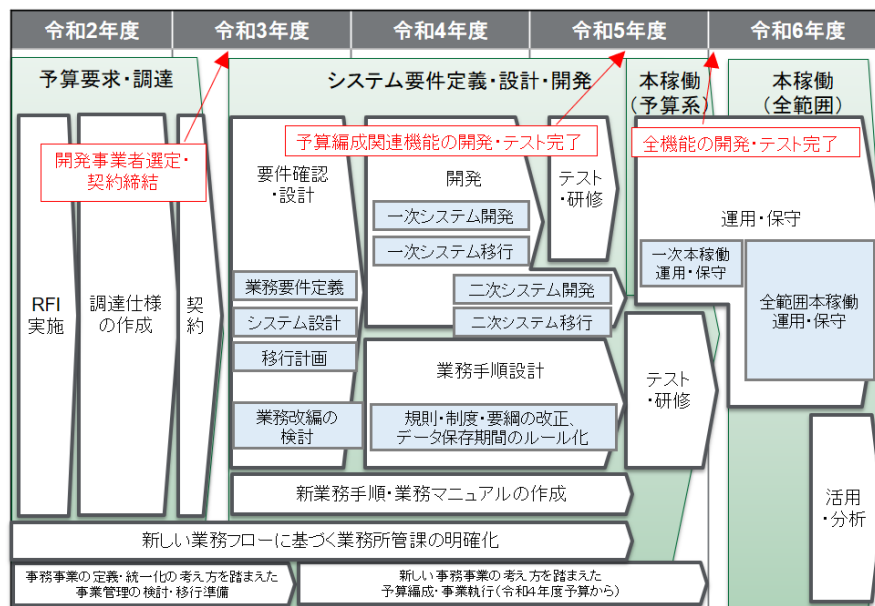 令和2年度
令和3年度
令和4年度
令和5年度
令和6年度
予算要求・調達
システム要件定義・設計・開発
本稼働
(予算系)
本稼働
(全範囲)
開発事業者選定・
契約締結
予算編成関連機能の開発・テスト完了
全機能の開発・テスト完了
RFI
実施
調達仕様
の作成
契
約
要件確認
・設計
業務要件定義
システム設計
移行計画
業務改編の
検討
開発
一次システム開発
一次システム移行
二次システム開発
二次システム移行
テスト
・研修
業務手順設計
規則・制度・要綱の改正、
データ保存期間のルール化
テスト
・研修
運用・保守
一次本稼働
運用・保守
全範囲本稼働
運用・保守
活用
・分析
新業務手順・業務マニュアルの作成
新しい業務フローに基づく業務所管課の明確化
事務事業の定義・統一化の考え方を踏まえた
事業管理の検討・移行準備
新しい事務事業の考え方を踏まえた
予算編成・事業執行(令和4年度予算から)